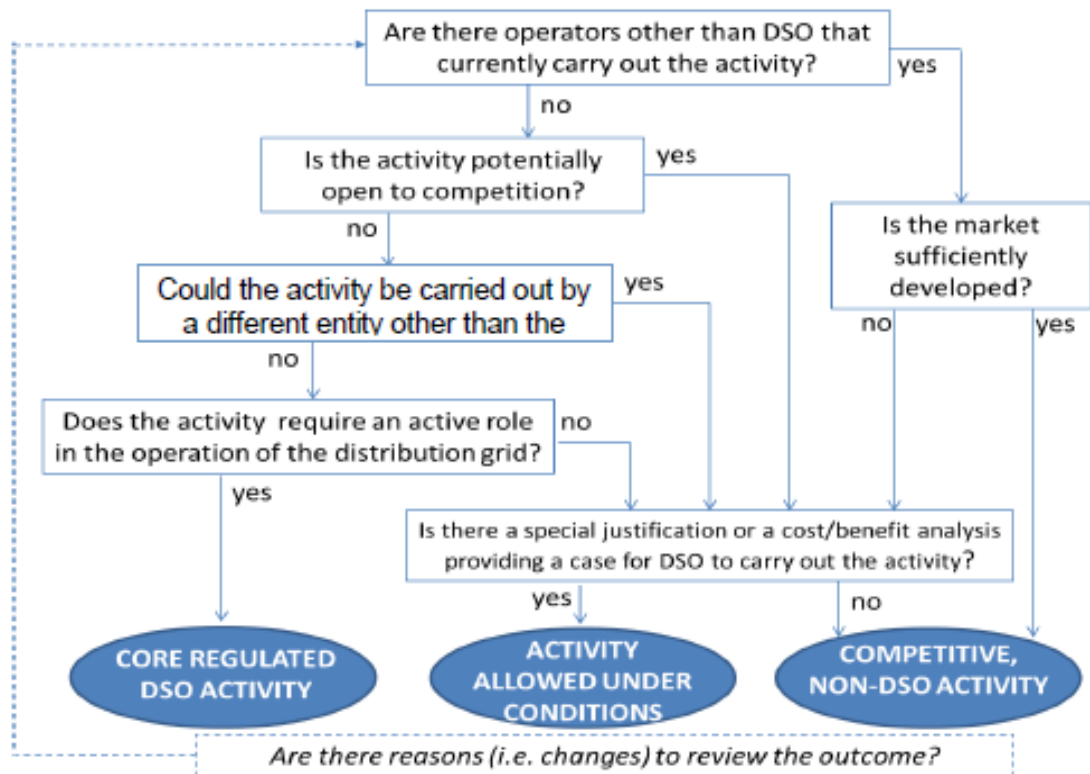 Are there operators other than DSO that
currently carry out the activity?
yes
no
Is the activity potentially
open to competition?
yes
no
Is the market
sufficiently
developed?
Could the activity be carried out by
a different entity other than the
yes
no
yes
no
Does the activity require an active role
in the operation of the distribution grid?
no
yes
Is there a special justification or a cost/benefit analysis
providing a case for DSO to carry out the activity?
yes
no
CORE REGULATED
DSO ACTIVITY
ACTIVITY
ALLOWED UNDER
CONDITIONS
COMPETITIVE,
NON-DSO ACTIVITY
Are there reasons (i.e. changes) to review the outcome?